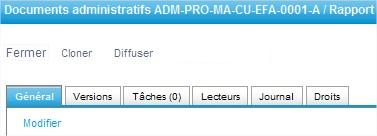 Documents administratifs ADM-PRO-MA-CU-EFA-0001-A / Rapport
Fermer Cloner Diffuser
Général Versions Tâches (0) Lecteurs Journal Droits
Modifier